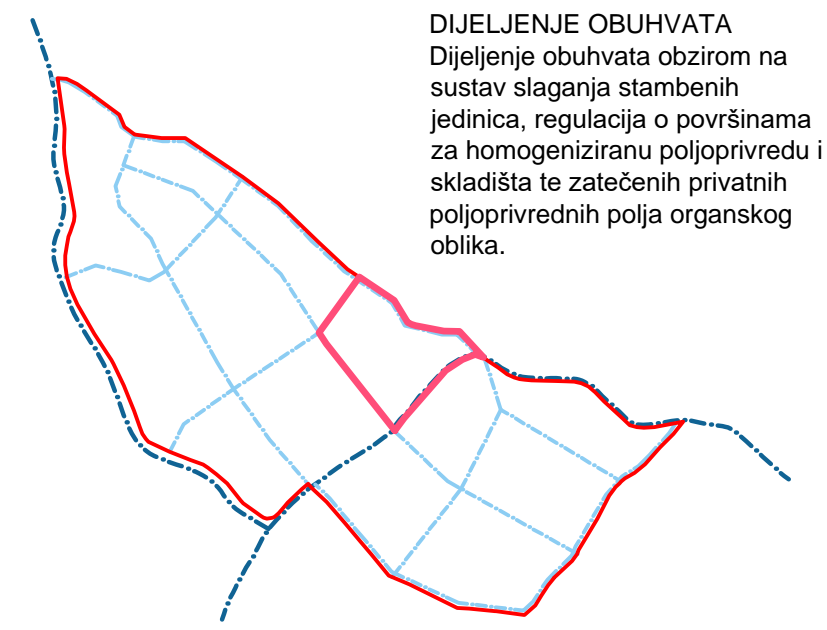 DIJELJENJE OBUHVATA
Dijeljenje obuhvata obzirom na
sustav slaganja stambenih
jedinica, regulacija o površinama
za homogeniziranu poljoprivredu i
skladišta te zatečenih privatnih
poljoprivrednih polja organskog
oblika.